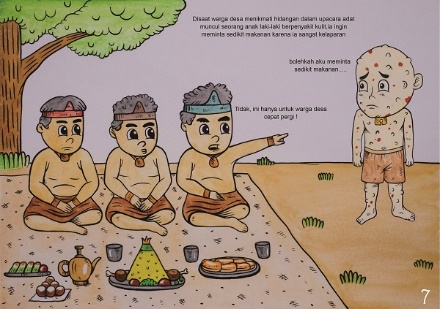 Disaat warga desa menikmati hidangan dalam upacara adat
muncul seorang anak laki-laki berpenyakit kulit,ia ingin
meminta sedikit makanan karena ia sangat kelaparan
bolehkah aku meminta
sedikit makanan.....
Tidak, ini hanya untuk warga desa
cepat pergi !
7